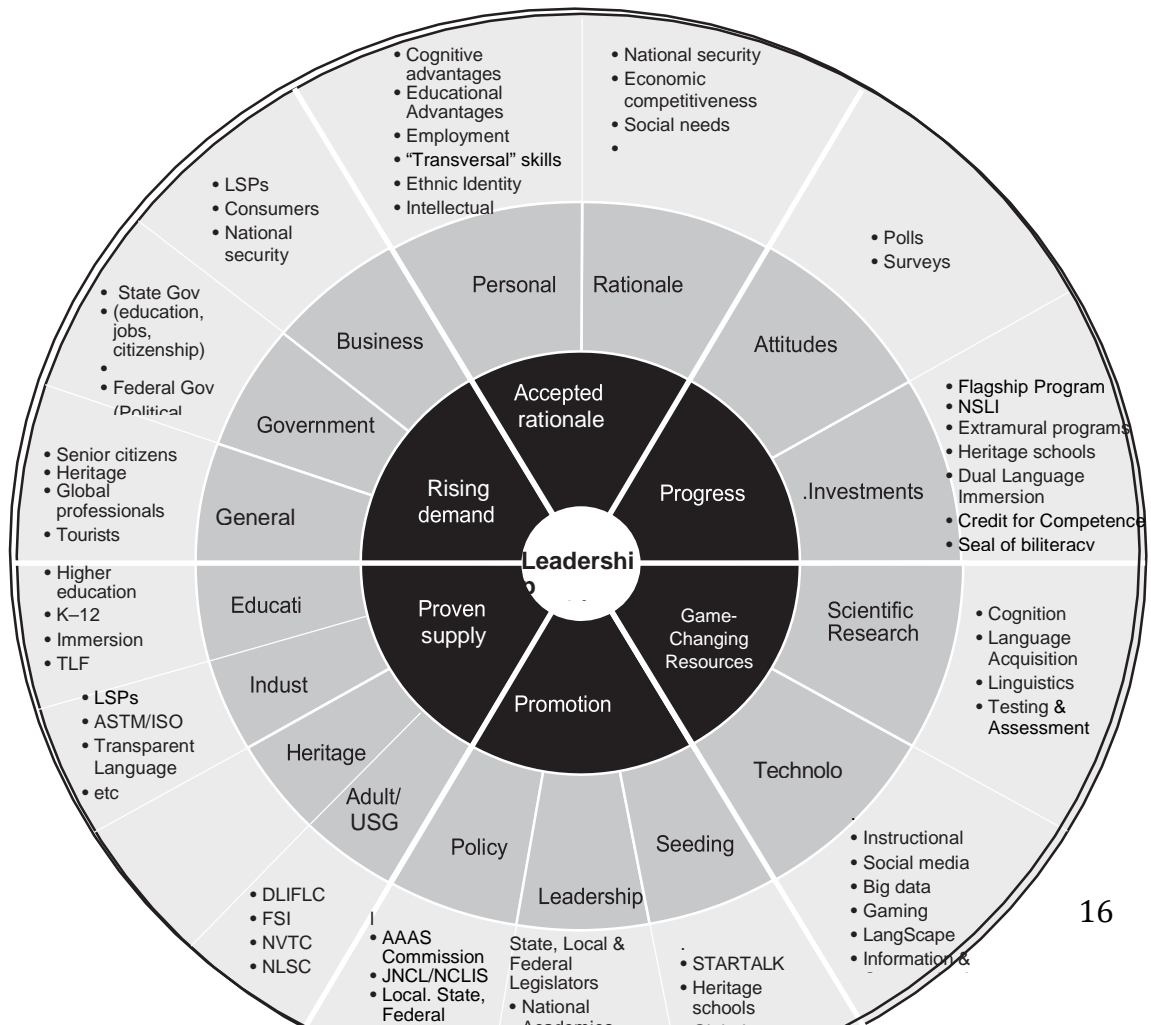 • Cognitive
advantages
• Educational
Advantages
• Employment
• “Transversal” skills
• Ethnic Identity
• Intellectual
• National security
• Economic
competitiveness
• Social needs
•
• LSPs
• Consumers
• National
security
• Polls
• Surveys
• State Gov
• (education,
jobs,
citizenship)
•
• Federal Gov
(Political
• Senior citizens
• Heritage
• Global
professionals
• Tourists
• Flagship Program
• NSLI
• Extramural programs
• Heritage schools
• Dual Language
Immersion
• Credit for Competence
• Seal of biliteracy
Personal
Rationale
Business
Attitudes
Government
.Investments
General
Accepted
rationale
Rising
demand
Progress
Leadershi
p
Proven
supply
Game-
Changing
Resources
Promotion
Educati
Indust
Heritage
Adult/
USG
Policy
Leadership
Seeding
Technolo
Scientific
Research
• Higher
education
• K–12
• Immersion
• TLF
• LSPs
• ASTM/ISO
• Transparent
Language
• etc
• Cognition
• Language
Acquisition
• Linguistics
• Testing & Assessment
• Instructional
• Social media
• Big data
• Gaming
• LangScape
• Information &
16
• DLIFLC
• FSI
• NVTC
• NLSC
• AAAS
Commission
• JNCL/NCLIS
• Local. State,
Federal
State, Local &
Federal
Legislators
• National
• STARTALK
• Heritage
schools